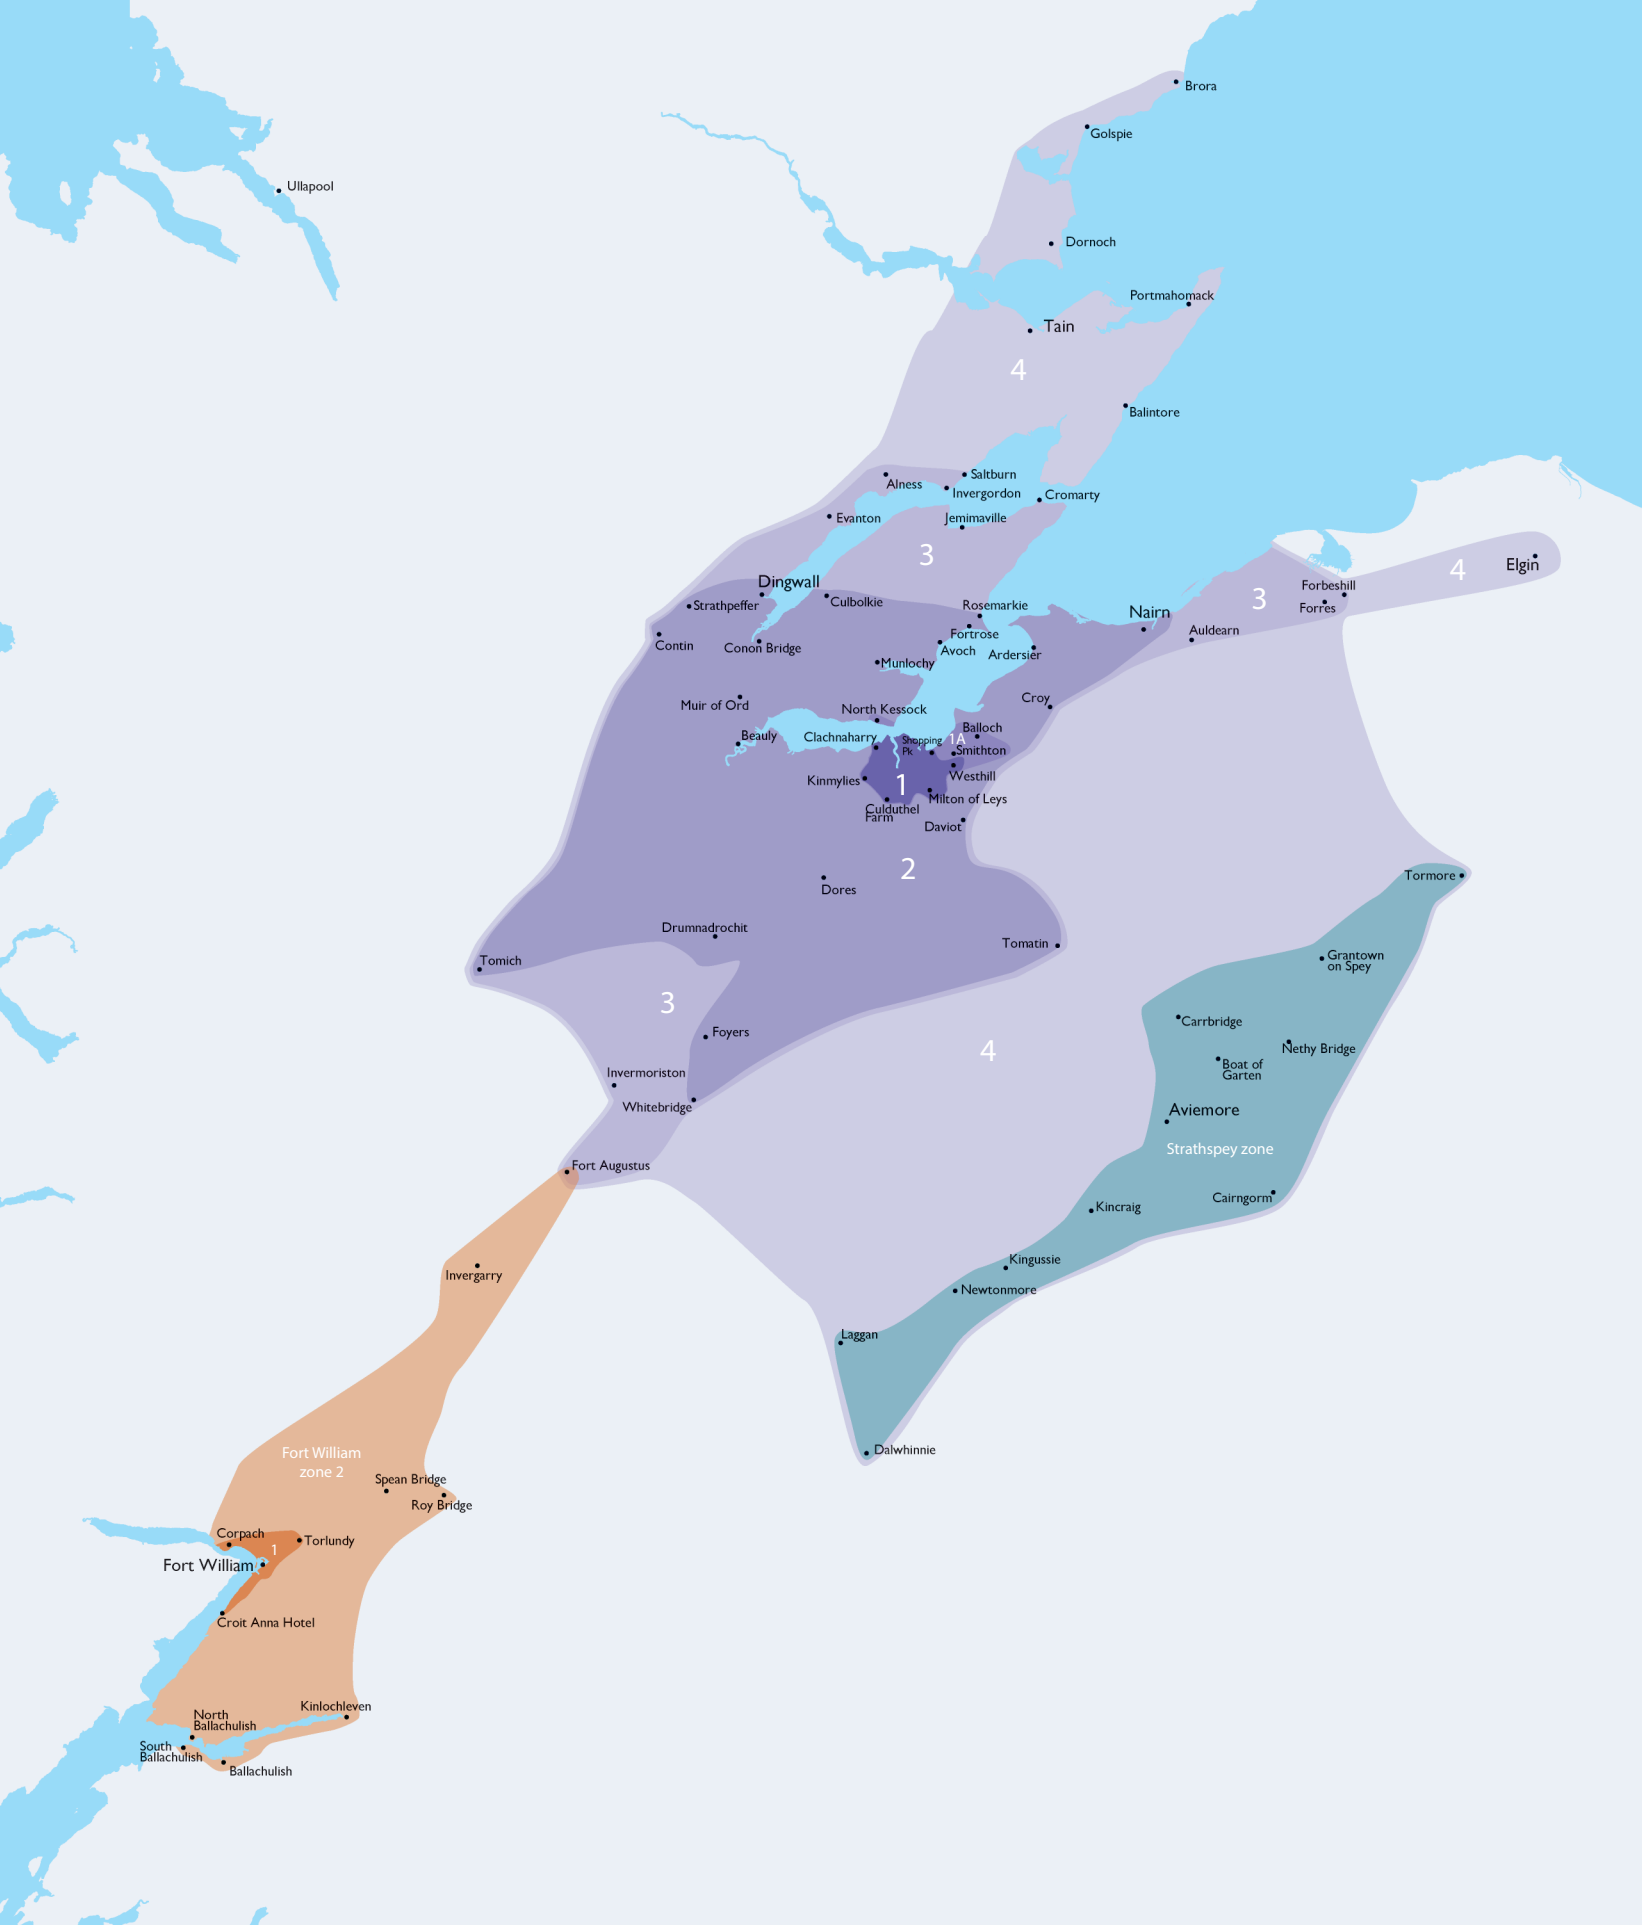 Brora
Golspie
Ullapool
Dornoch
Portmahomack
Tain
4
Balintore
Saltburn
Alness
Invergordon
Cromarty
Evanton
Jemimaville
3
Dingwall
Elgin
4
Forbeshill
Forres
3
Strathpeffer
Culbolkie
Rosemarkie
Nairn
Fortrose
Auldearn
Contin
Conon Bridge
Avoch
Ardersier
Munlochy
Muir of Ord
Croy
North Kessock
Balloch
Beauly
Clachnaharry
Shopping
Pk
1A
Smithton
Kinmylies
1
Westhill
Milton of Leys
Culduthel
Farm
Daviot
2
Dores
Tormore
Drumnadrochit
Tomatin
Tomich
Grantown
on Spey
3
Carrbridge
Foyers
4
Nethy Bridge
Boat of
Garten
Invermoriston
Whitebridge
Aviemore
Strathspey zone
Fort Augustus
Cairngorm
Kincraig
Kingussie
Invergarry
Newtonmore
Laggan
Dalwhinnie
Fort William
zone 2
Spean Bridge
Roy Bridge
Corpach
Torlundy
1
Fort William
Croit Anna Hotel
Kinlochleven
North
Ballachulish
South
Ballachulish
Ballachulish